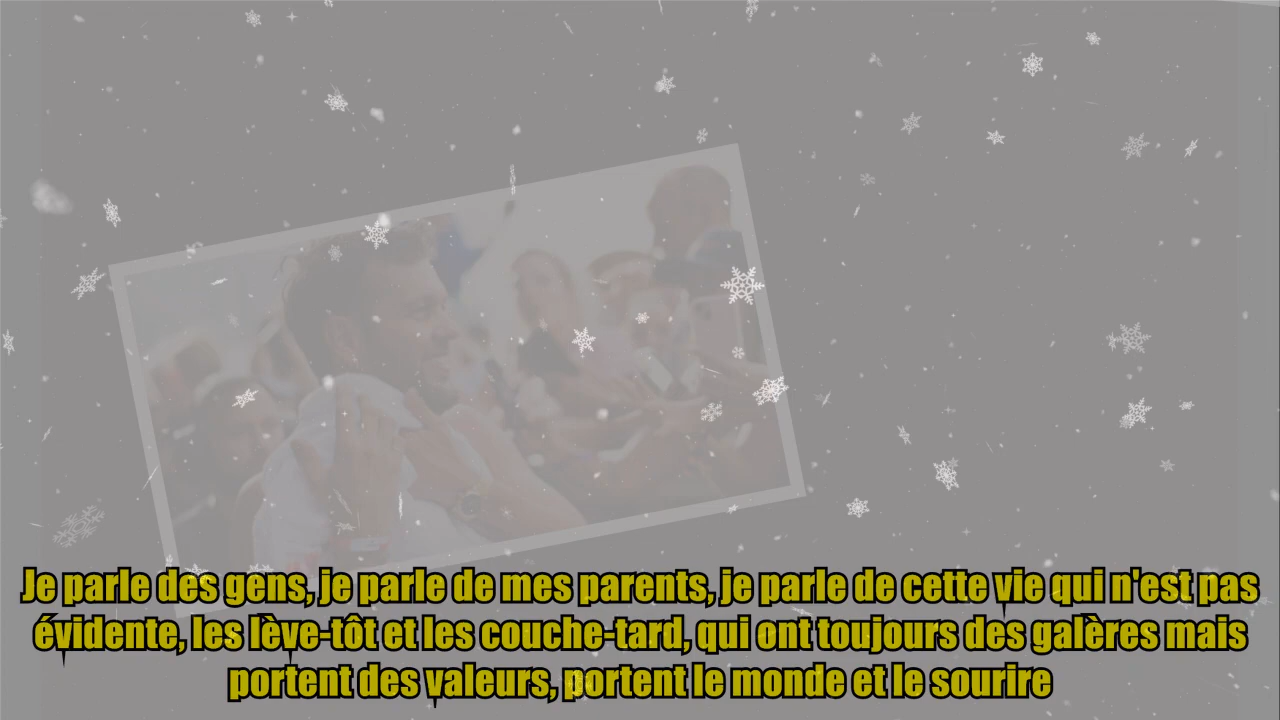 Je parle des gens, je parle de mes parents, je parle de cette vie qui n'est pas
évidente, les lève-tôt et les couche-tard, qui ont toujours des galères mais
portent des valeurs, portent le monde et le sourire